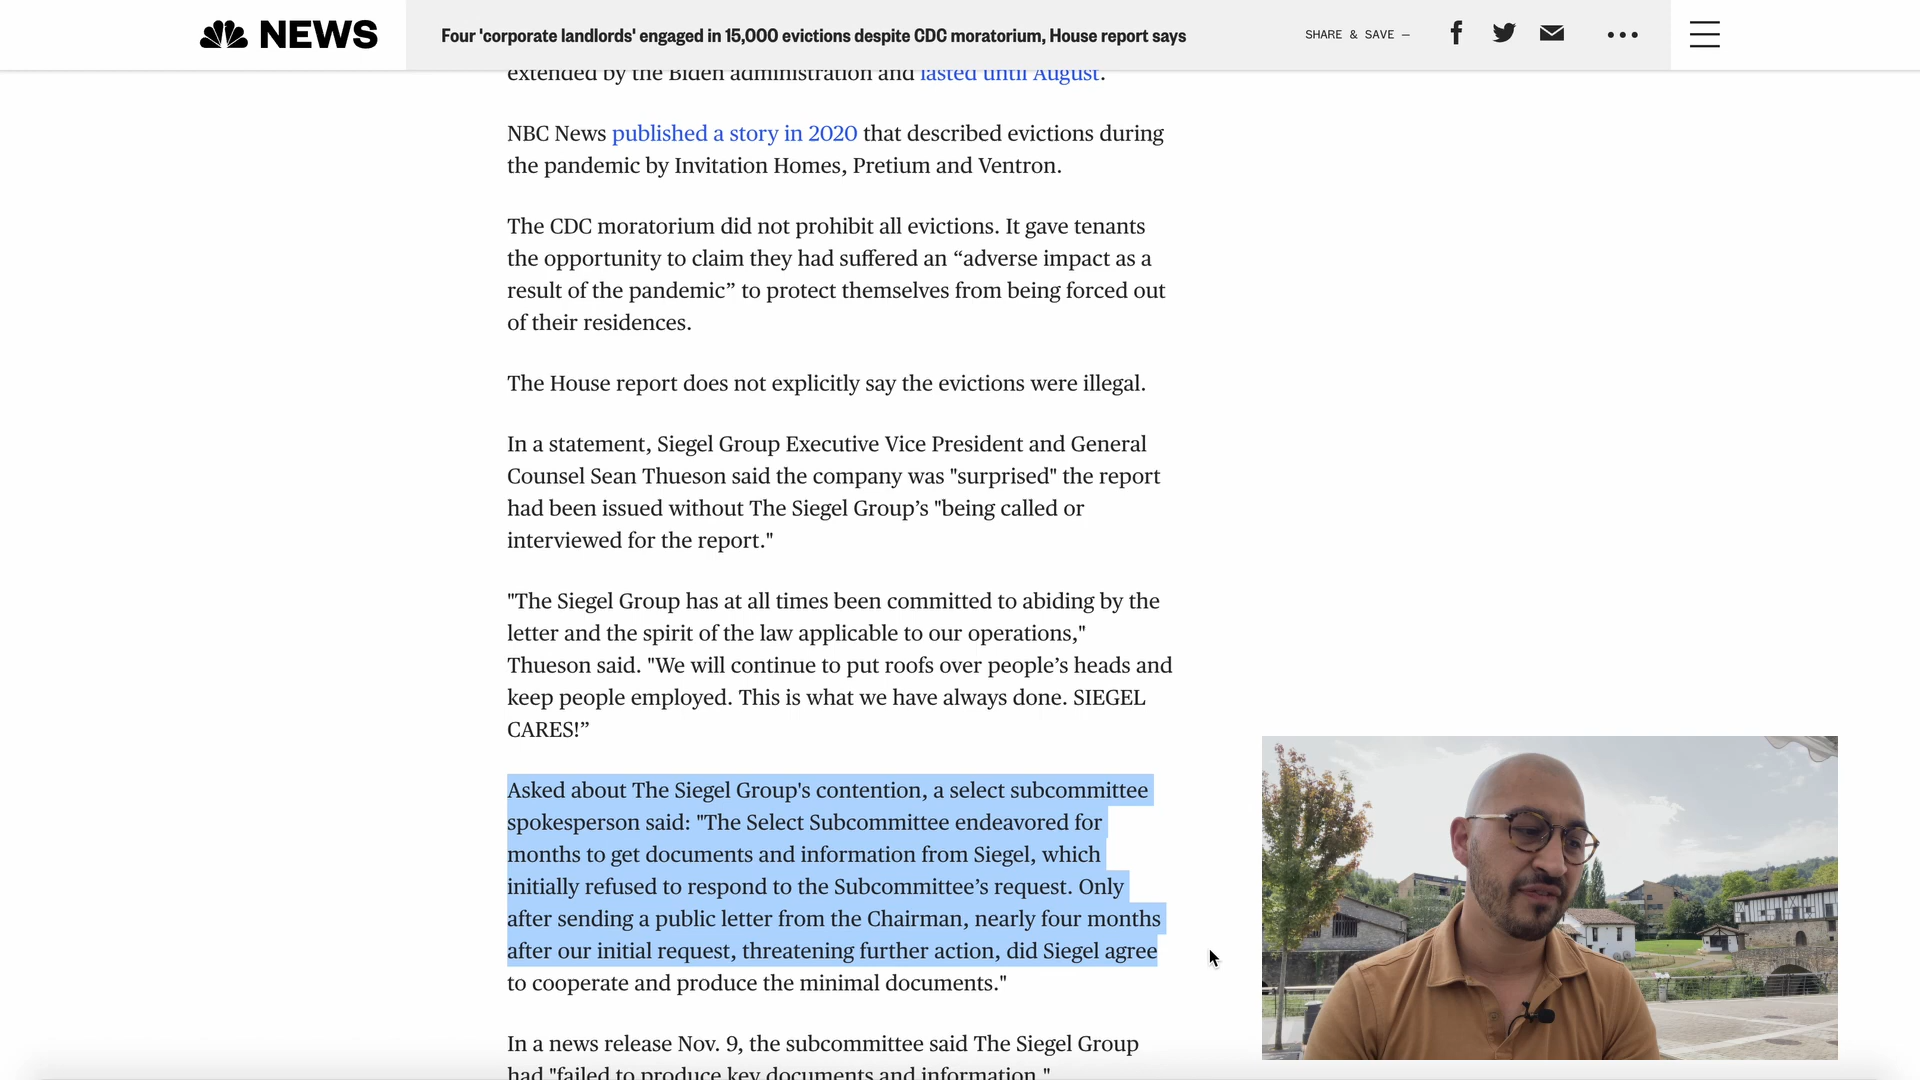 NEWS
Four 'corporate landlords' engaged in 15,000 evictions despite CDC moratorium, House report says
SHARE & SAVE —
extended by the Biden administration and lasted until August.
NBC News published a story in 2020 that described evictions during
the pandemic by Invitation Homes, Pretium and Ventron.
The CDC moratorium did not prohibit all evictions. It gave tenants
the opportunity to claim they had suffered an “adverse impact as a
result of the pandemic” to protect themselves from being forced out
of their residences.
The House report does not explicitly say the evictions were illegal.
In a statement, Siegel Group Executive Vice President and General
Counsel Sean Thueson said the company was "surprised" the report
had been issued without The Siegel Group’s "being called or
interviewed for the report."
"The Siegel Group has at all times been committed to abiding by the
letter and the spirit of the law applicable to our operations,"
Thueson said. "We will continue to put roofs over people’s heads and
keep people employed. This is what we have always done. SIEGEL
CARES!”
Asked about The Siegel Group's contention, a select subcommittee
spokesperson said: "The Select Subcommittee endeavored for
months to get documents and information from Siegel, which
initially refused to respond to the Subcommittee’s request. Only
after sending a public letter from the Chairman, nearly four months
after our initial request, threatening further action, did Siegel agree
to cooperate and produce the minimal documents."
In a news release Nov. 9, the subcommittee said The Siegel Group
had "failed to produce key documents and information."